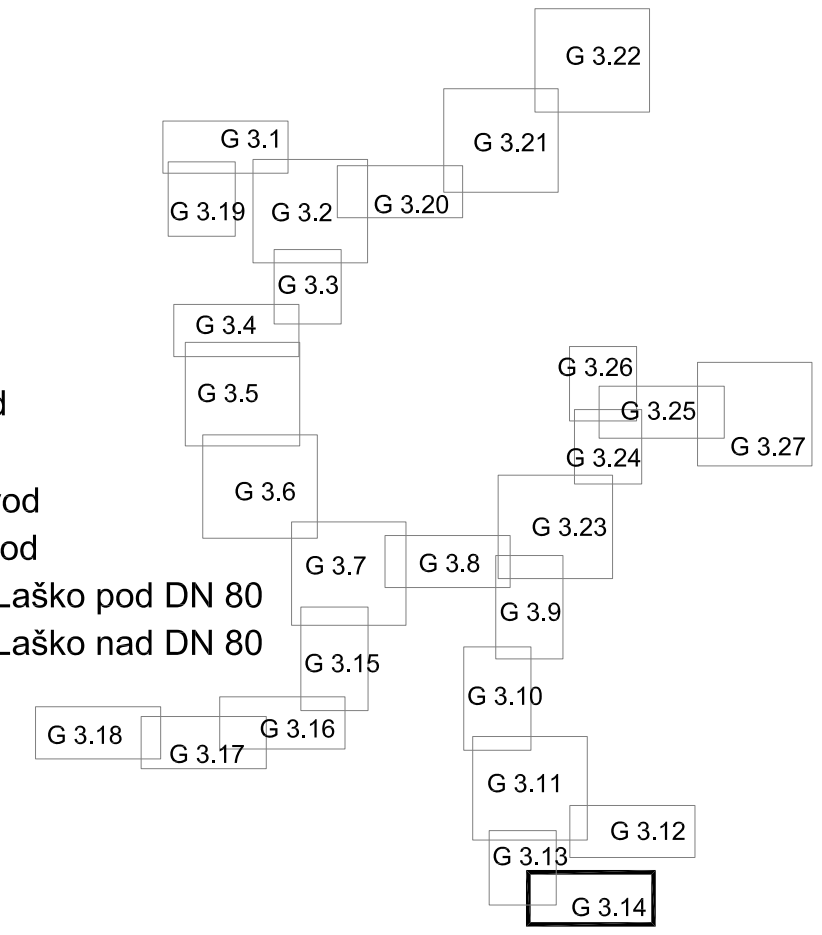 G 3.22
G 3.1
G 3.21
G 3.19
G 3.2
G 3.20
G 3.3
G 3.4
G 3.26
G 3.5
G 3.25
G 3.27
G 3.24
G 3.6
G 3.23
G 3.7
G 3.8
Laško pod DN 80
G 3.9
Laško nad DN 80
G 3.15
G 3.10
G 3.18
G 3.16
G 3.17
G 3.11
G 3.12
G 3.13
G 3.14